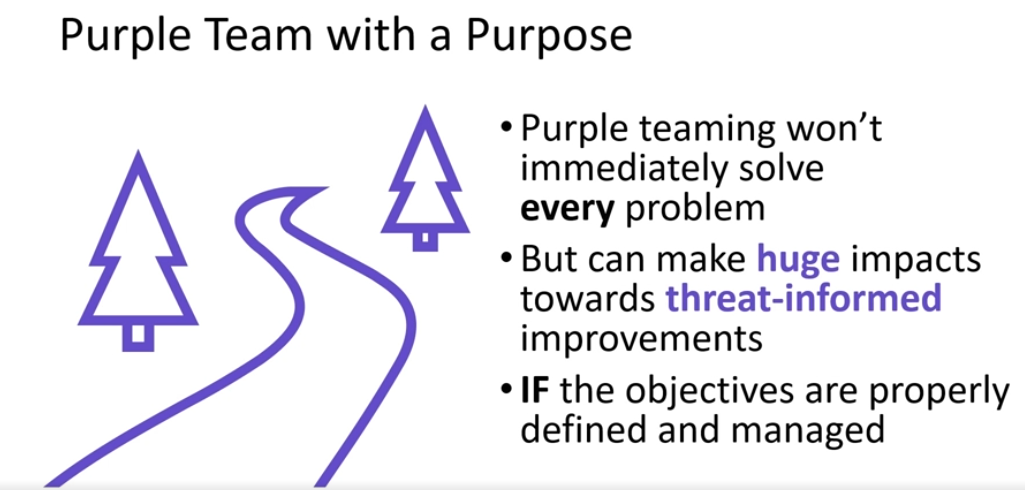 Purple Team with a Purpose
• Purple teaming won’t
immediately solve
every problem
• But can make huge impacts
towards threat-informed
improvements
• IF the objectives are properly
defined and managed